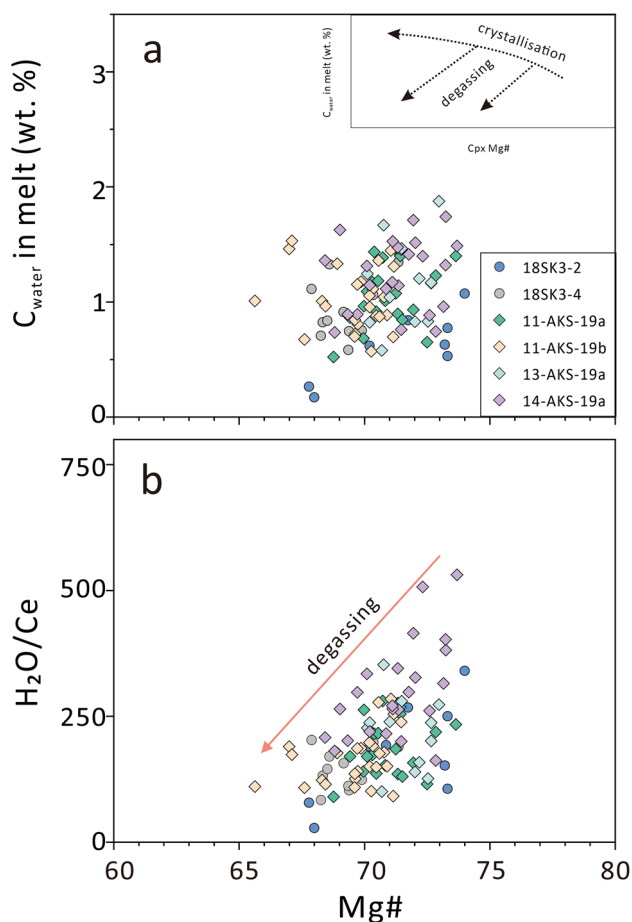 a
crystallisation
degassing
C_water in melt (wt. %)
Cpx Mg#
C_water in melt (wt. %)
3
2
1
0
18SK3-2
18SK3-4
11-AKS-19a
11-AKS-19b
13-AKS-19a
14-AKS-19a
b
degassing
H₂O/Ce
750
500
250
0
60
65
70
75
80
Mg#